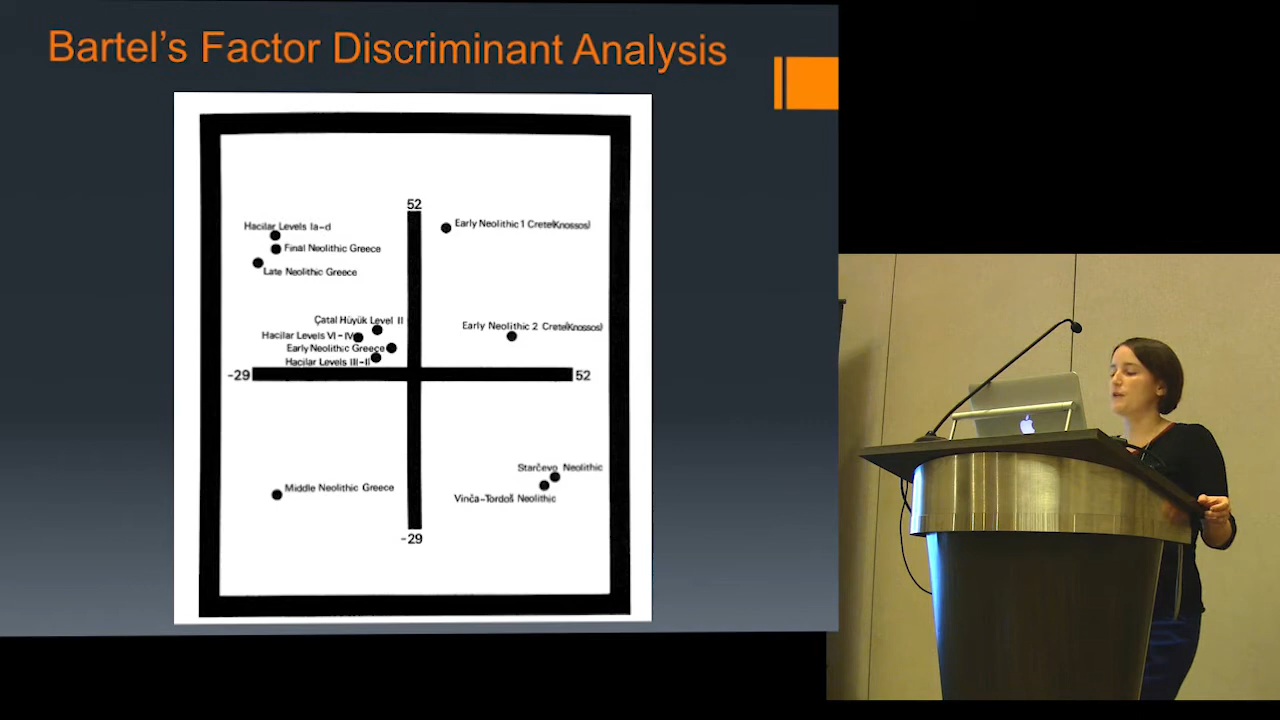 Bartel's Factor Discriminant Analysis
52
Hacilar Levels Ia-d
Early Neolithic 1 Crete(Knossos)
Final Neolithic Greece
Late Neolithic Greece
Çatal Hüyük Level II
Early Neolithic 2 Crete(Knossos)
Hacilar Levels VI-IV
Early Neolithic Greece
Hacilar Levels III-II
-29
52
Starčevo Neolithic
Middle Neolithic Greece
Vinča-Tordoš Neolithic
-29